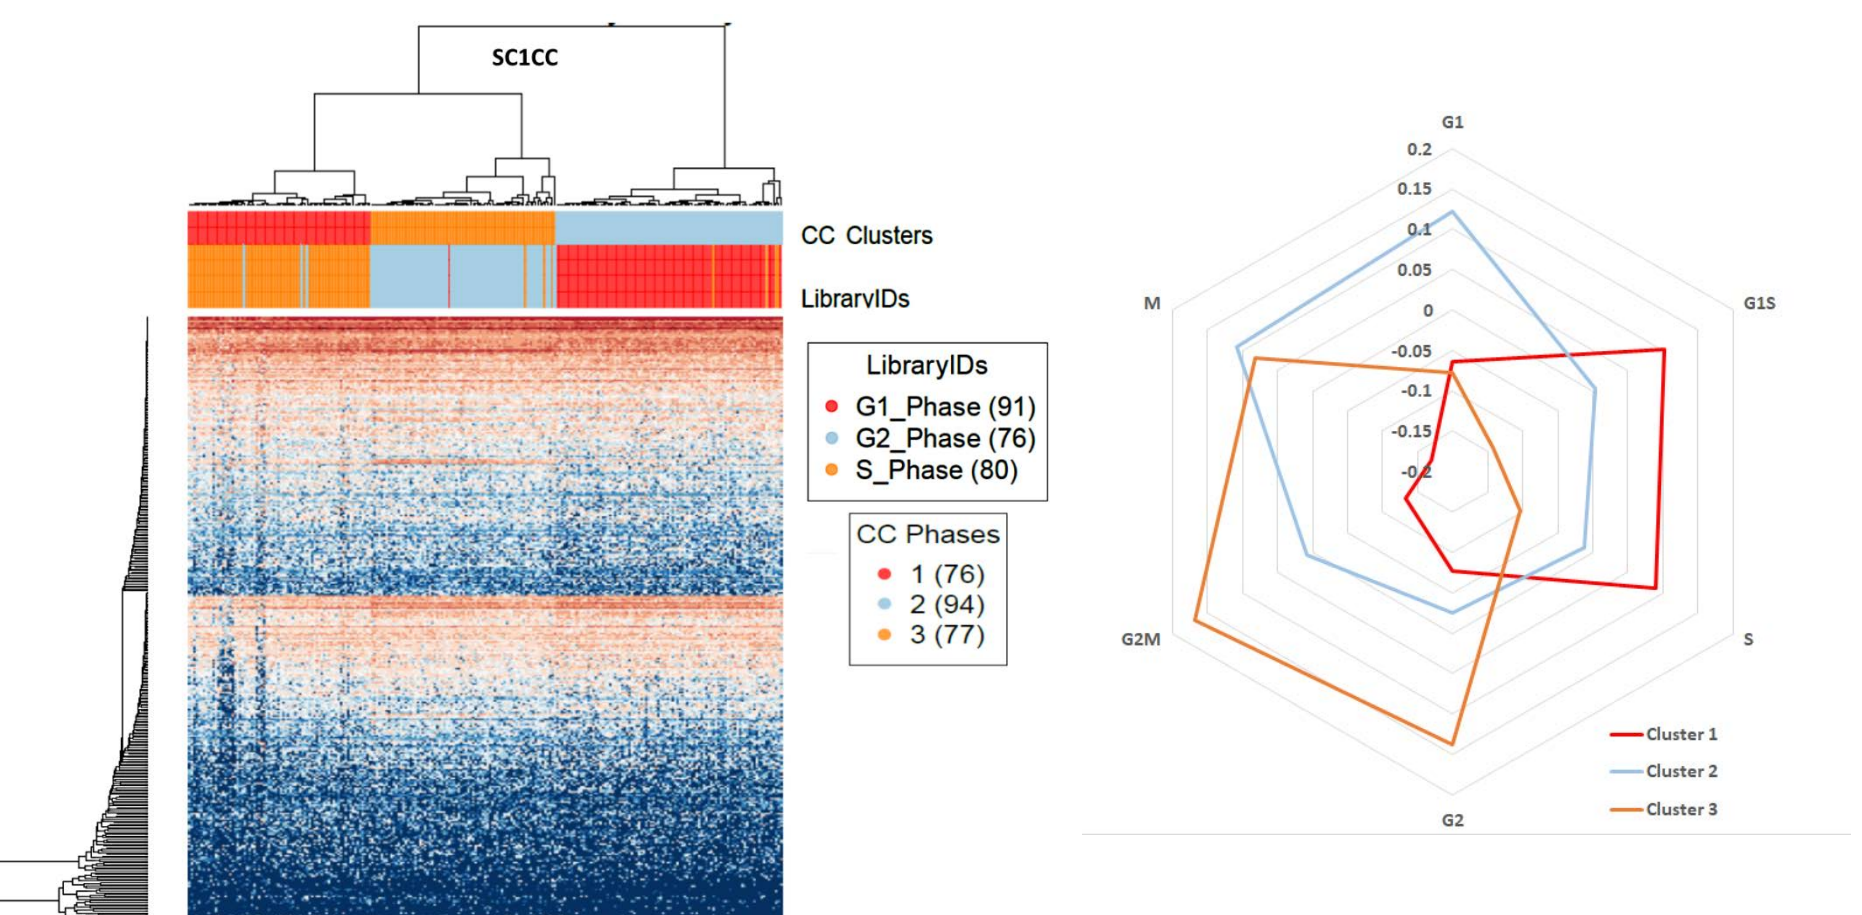 SC1CC
CC Clusters
LibraryIDs
LibraryIDs
G1_Phase (91)
G2_Phase (76)
S_Phase (80)
CC Phases
1 (76)
2 (94)
3 (77)
G1
0.2
0.15
0.1
0.05
0
-0.05
-0.1
-0.15
-0.2
M
G1S
G2M
S
G2
Cluster 1
Cluster 2
Cluster 3